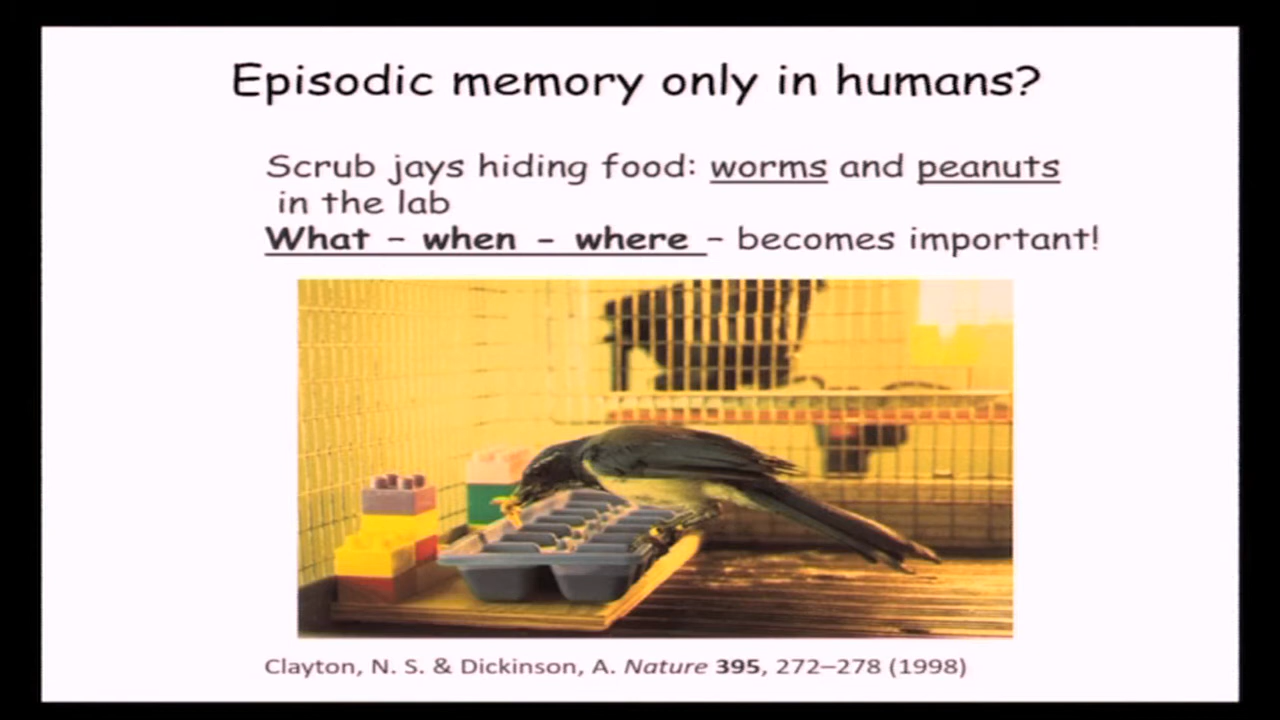 Episodic memory only in humans?
Scrub jays hiding food: worms and peanuts
in the lab
What – when – where – becomes important!
Clayton, N. S. & Dickinson, A. Nature 395, 272–278 (1998)